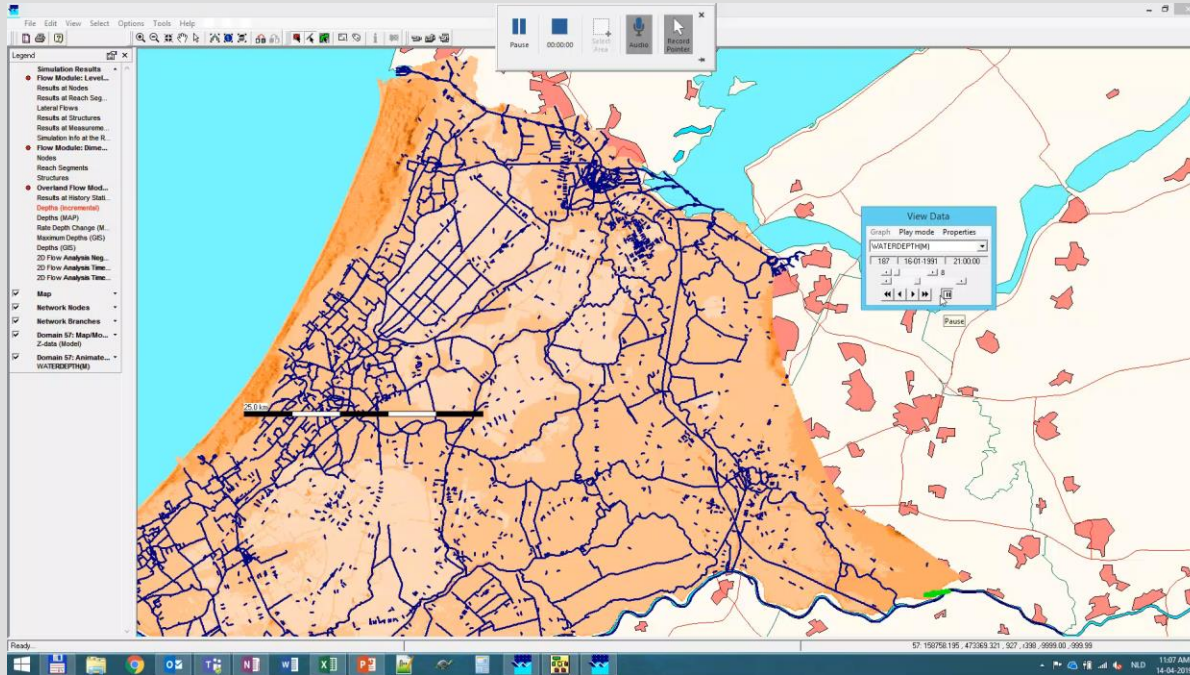 File Edit View Select Options Tools Help
Pause
00:00:00
Select Area
Audio
Record Pointer
Legend
Simulation Results
Flow Module: Level...
Results at Nodes
Results at Reach Seg...
Lateral Flows
Results at Structures
Results at Measureme...
Simulation Info at the R...
Flow Module: Dime...
Nodes
Reach Segments
Structures
Overland Flow Mod...
Results at History Stati...
Depths (Incremental)
Depths (MAP)
Rate Depth Change (M...
Maximum Depths (GIS)
Depths (GIS)
2D Flow Analysis Neg...
2D Flow Analysis Time...
2D Flow Analysis Time...
Map
Network Nodes
Network Branches
Domain 57: Map/Mo...
Z-data (Model)
Domain 57: Animate...
WATERDEPTH(M)
25.0 km
View Data
Graph Play mode Properties
WATERDEPTH(M)
187 16-01-1991 21:00:00
8
Pause
Ready...
57: 158758.195 , 473369.321 , 927 , r398 ,-9999.00 ,-999.99
NLD
11:07 AM
14-04-201